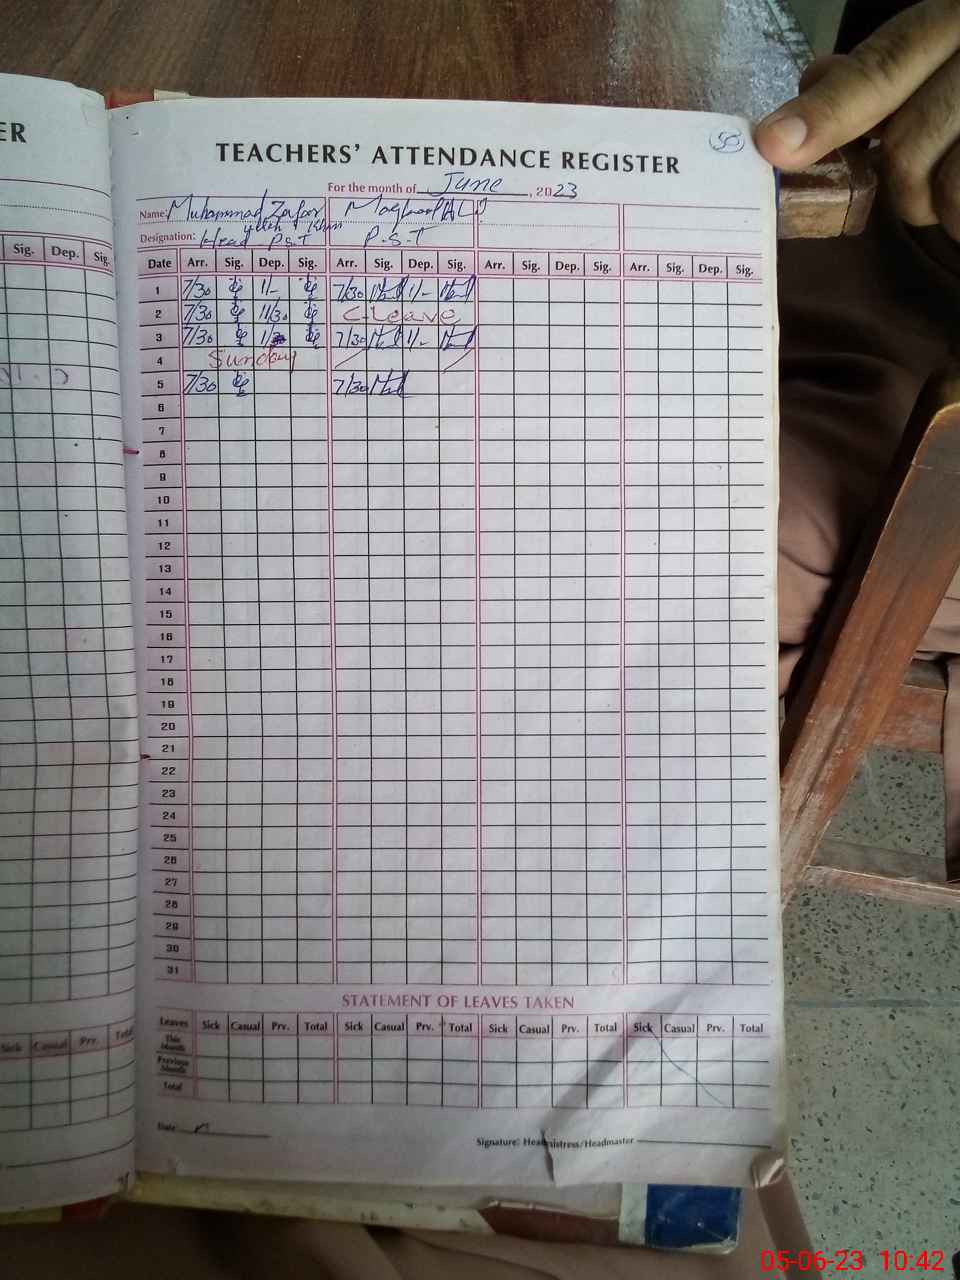 ER
50
TEACHERS' ATTENDANCE REGISTER
For the month of June, 2023
Name: Muhammad Zafar
Designation: Head P.S.T P.S.T
Sig. Dep. Sig.
Date Arr. Sig. Dep. Sig. Arr. Sig. Dep. Sig. Arr. Sig. Dep. Sig. Arr. Sig. Dep. Sig.
1 7/30 1/- 7/30 1/-
2 7/30 11/30 C.Leave
3 7/30 7/30 1/-
4 Sunday
5 7/30 7/30
6
7
8
9
10
11
12
13
14
15
16
17
18
19
20
21
22
23
24
25
26
27
28
29
30
31
STATEMENT OF LEAVES TAKEN
Leaves Sick Casual Prv. Total Sick Casual Prv. Total Sick Casual Prv. Total Sick Casual Prv. Total
This Month
Previous Month
Total
Sick Casual Prv. Total
Date
Signature: Headmistress/Headmaster
05-06-23 10:42